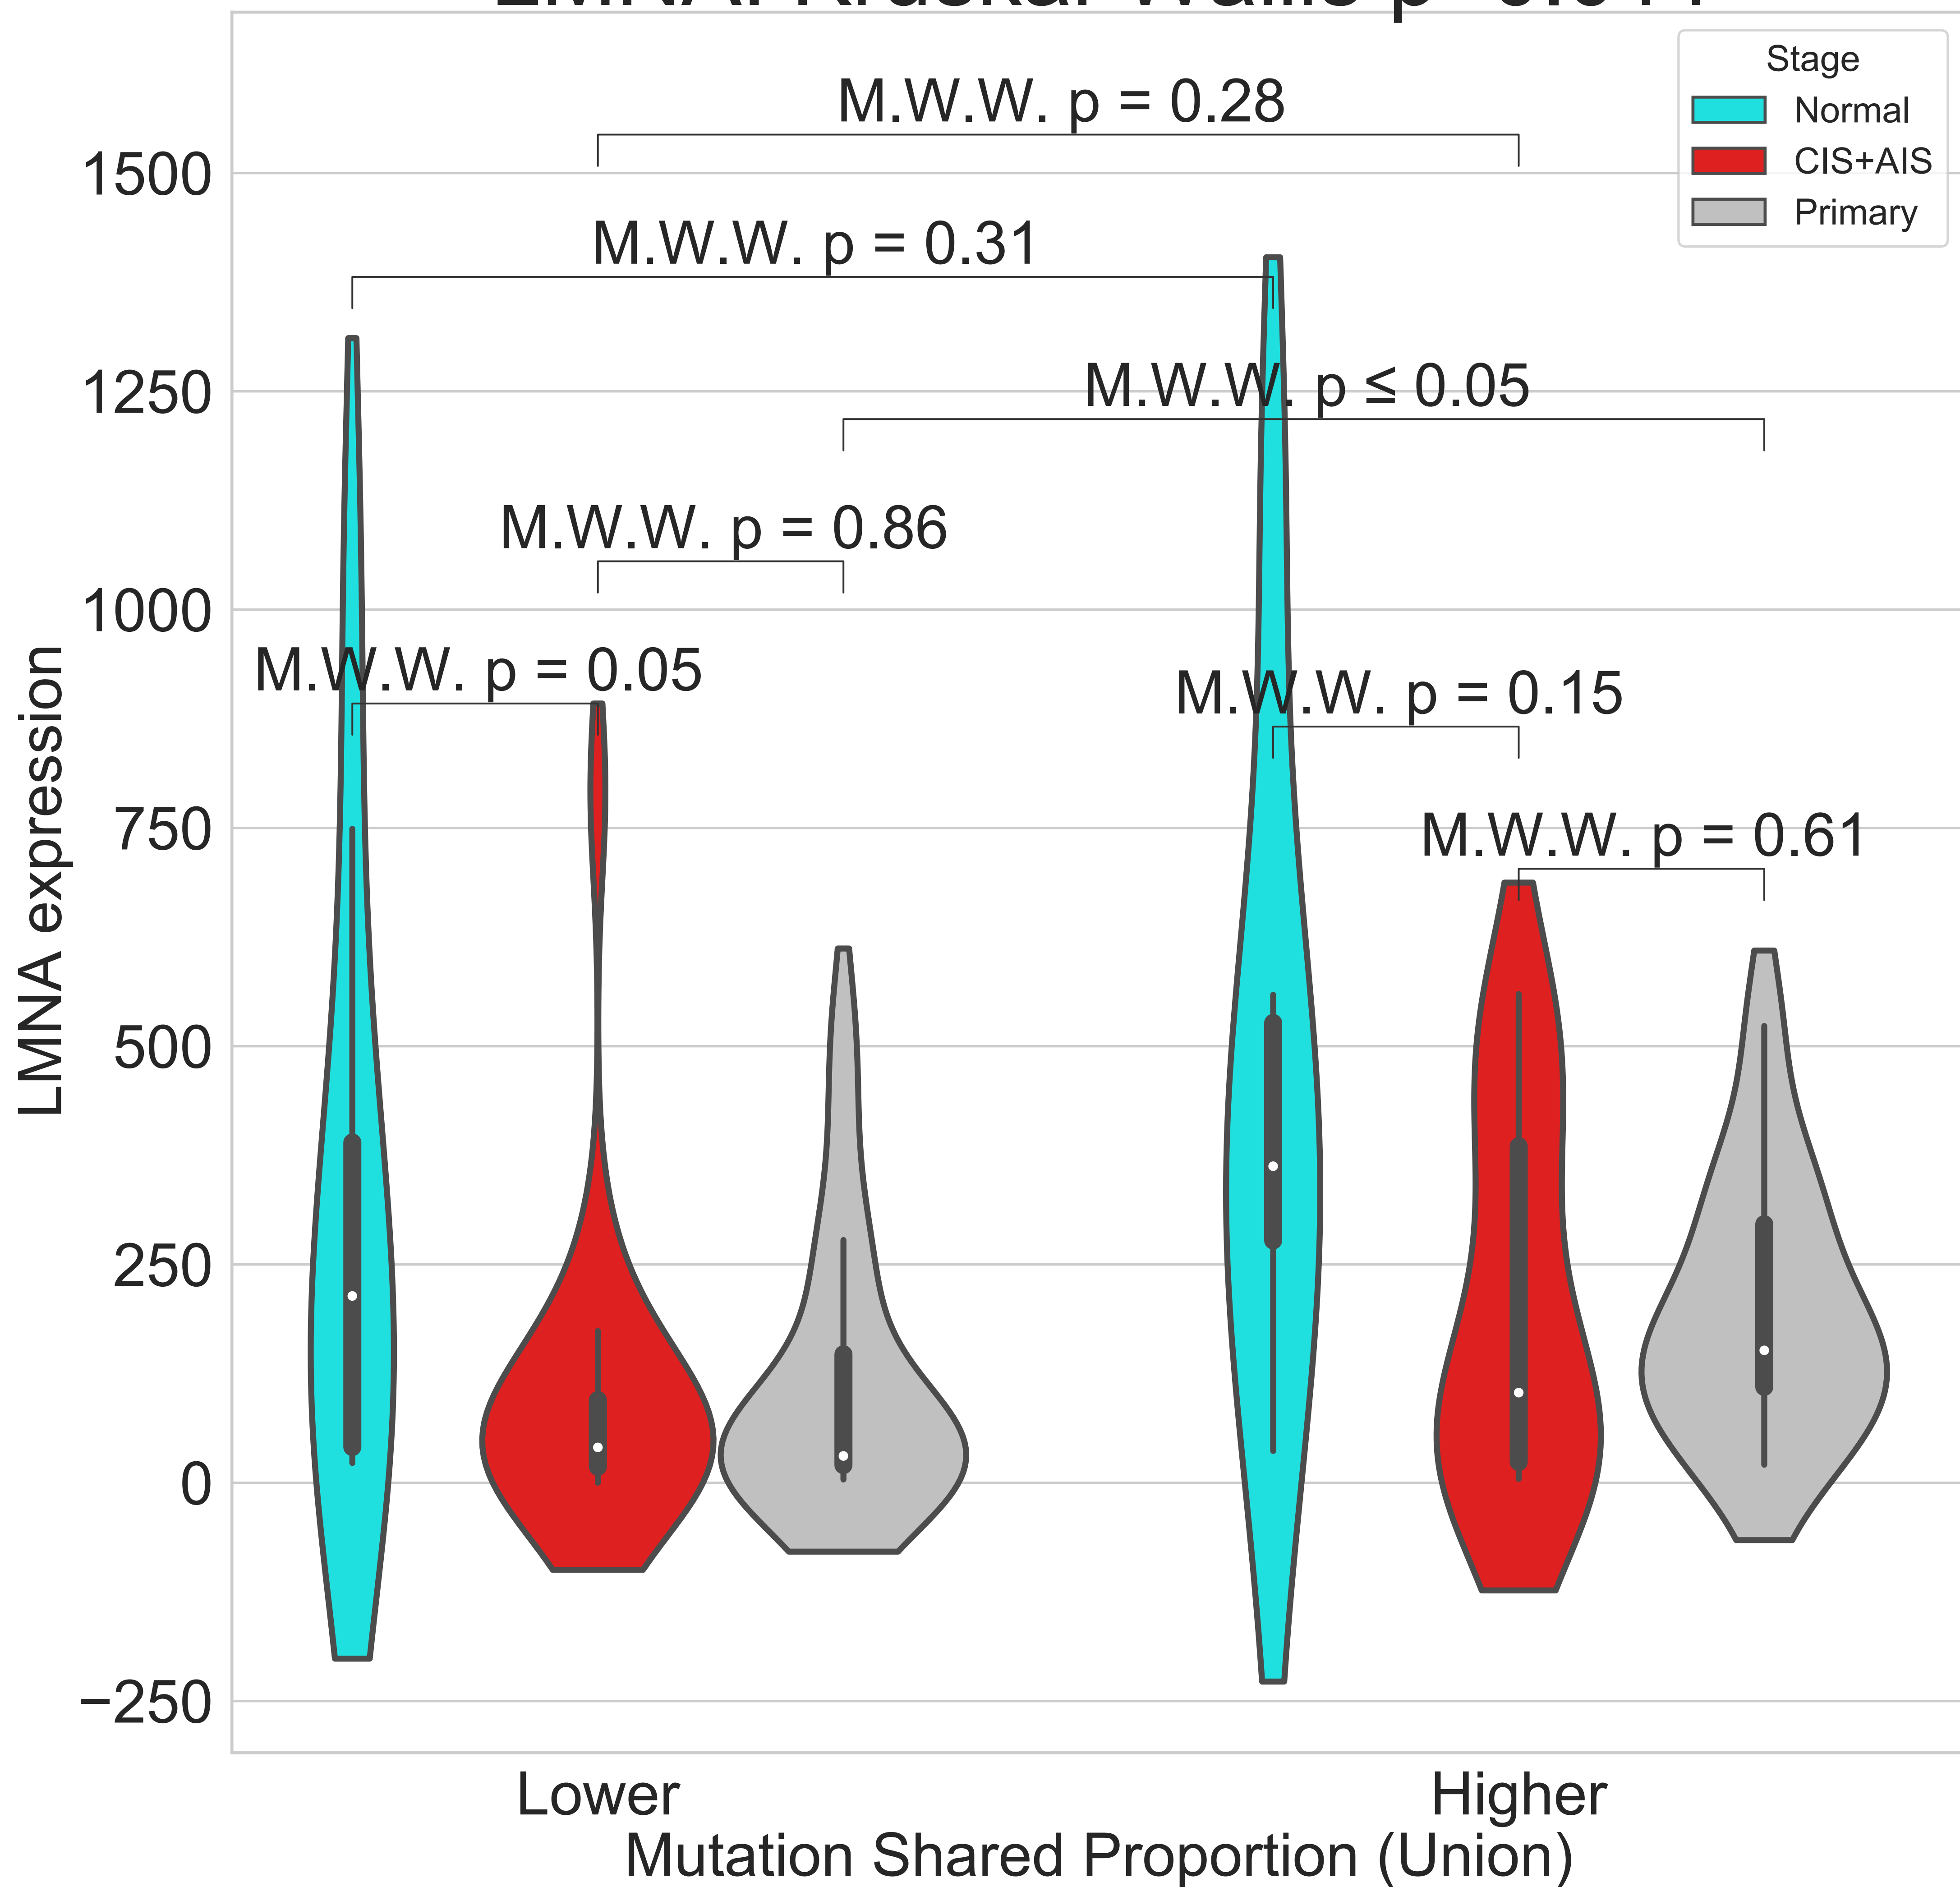 Stage
Normal
CIS+AIS
Primary
M.W.W. p = 0.28
M.W.W. p = 0.31
M.W.W. p ≤ 0.05
M.W.W. p = 0.86
M.W.W. p = 0.05
M.W.W. p = 0.15
M.W.W. p = 0.61
1500
1250
1000
750
500
250
0
−250
LMNA expression
Lower
Higher
Mutation Shared Proportion (Union)